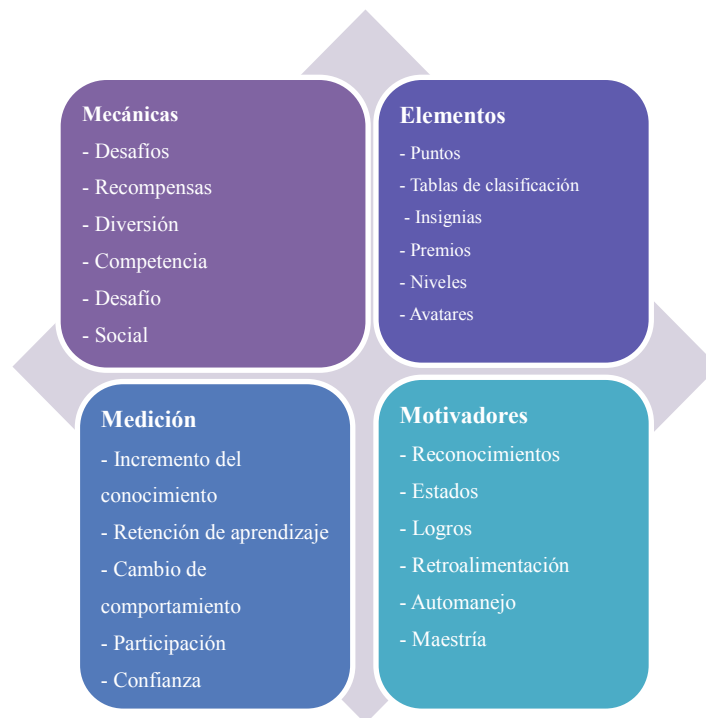 Mecánicas
- Desafíos
- Recompensas
- Diversión
- Competencia
- Desafío
- Social
Elementos
- Puntos
- Tablas de clasificación
- Insignias
- Premios
- Niveles
- Avatares
Medición
- Incremento del
conocimiento
- Retención de aprendizaje
- Cambio de
comportamiento
- Participación
- Confianza
Motivadores
- Reconocimientos
- Estados
- Logros
- Retroalimentación
- Automanejo
- Maestría